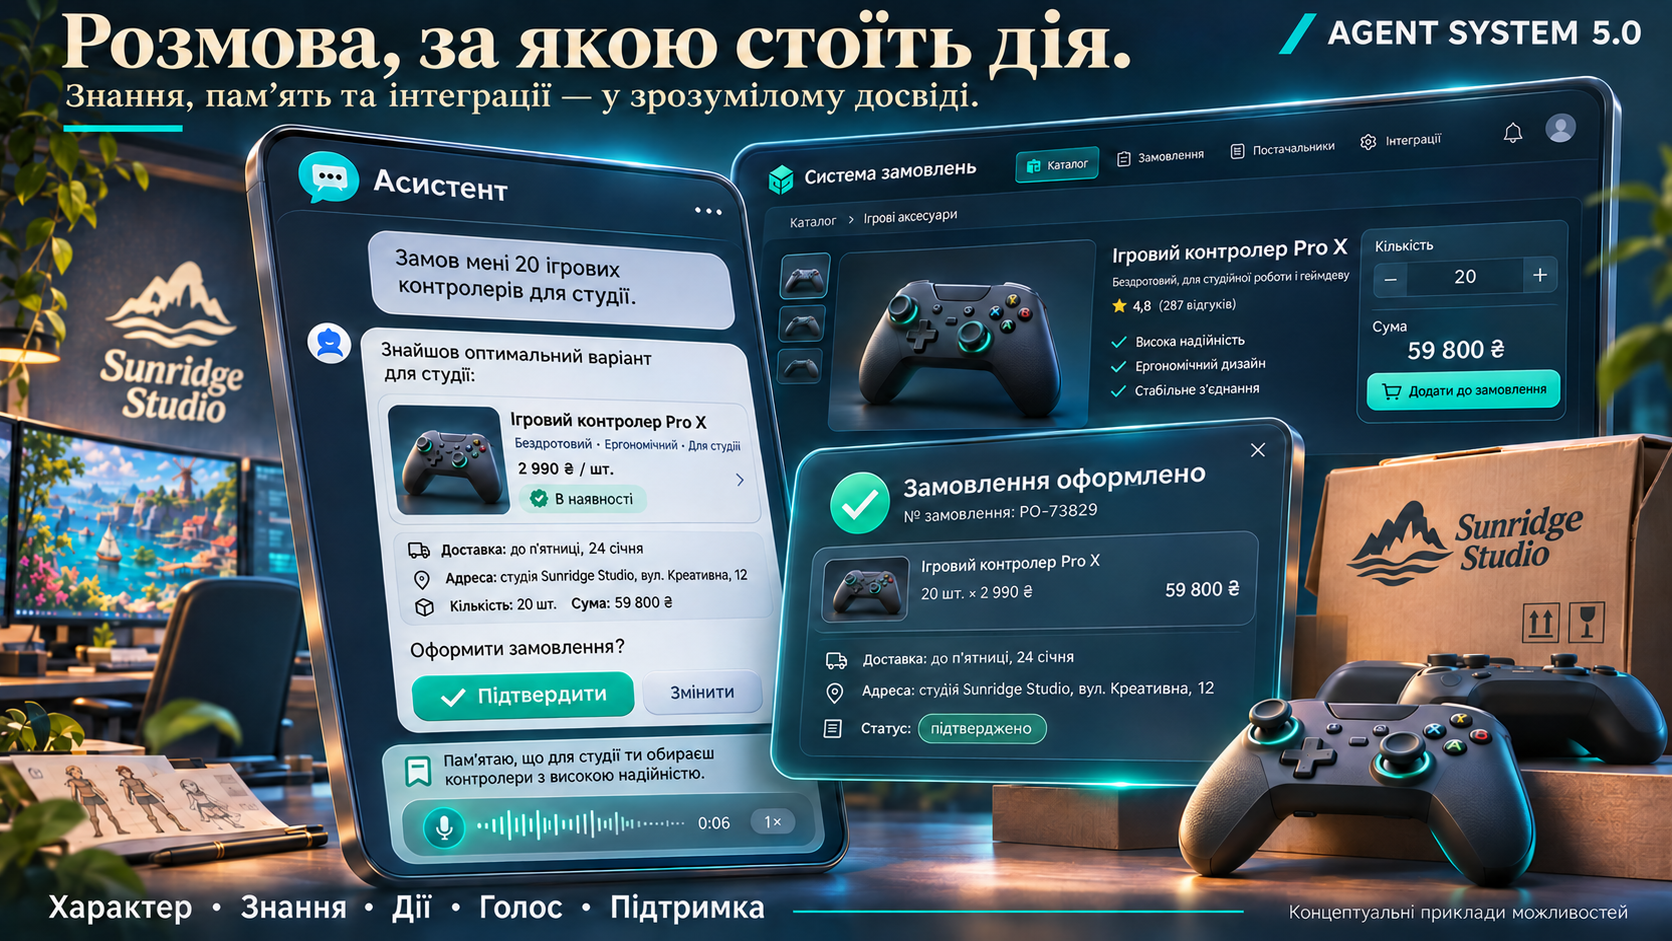 Розмова, за якою стоїть дія.
Знання, пам’ять та інтеграції — у зрозумілому досвіді.
AGENT SYSTEM 5.0
Sunridge
Studio
Асистент
Замов мені 20 ігрових
контролерів для студії.
Знайшов оптимальний варіант
для студії:
Ігровий контролер Pro X
Бездротовий · Ергономічний · Для студії
2 990 ₴ / шт.
В наявності
Доставка: до п'ятниці, 24 січня
Адреса: студія Sunridge Studio, вул. Креативна, 12
Кількість: 20 шт. Сума: 59 800 ₴
Оформити замовлення?
Підтвердити
Змінити
Пам’ятаю, що для студії ти обираєш
контролери з високою надійністю.
0:06
1×
Система замовлень
Каталог
Замовлення
Постачальники
Інтеграції
Каталог > Ігрові аксесуари
Ігровий контролер Pro X
Бездротовий, для студійної роботи і геймдеву
4,8 (287 відгуків)
Висока надійність
Ергономічний дизайн
Стабільне з’єднання
Кількість
− 20 +
Сума
59 800 ₴
Додати до замовлення
Замовлення оформлено
№ замовлення: PO-73829
Ігровий контролер Pro X
20 шт. × 2 990 ₴
59 800 ₴
Доставка: до п'ятниці, 24 січня
Адреса: студія Sunridge Studio, вул. Креативна, 12
Статус: підтверджено
Sunridge
Studio
X
Y
B
A
Характер • Знання • Дії • Голос • Підтримка
Концептуальні приклади можливостей